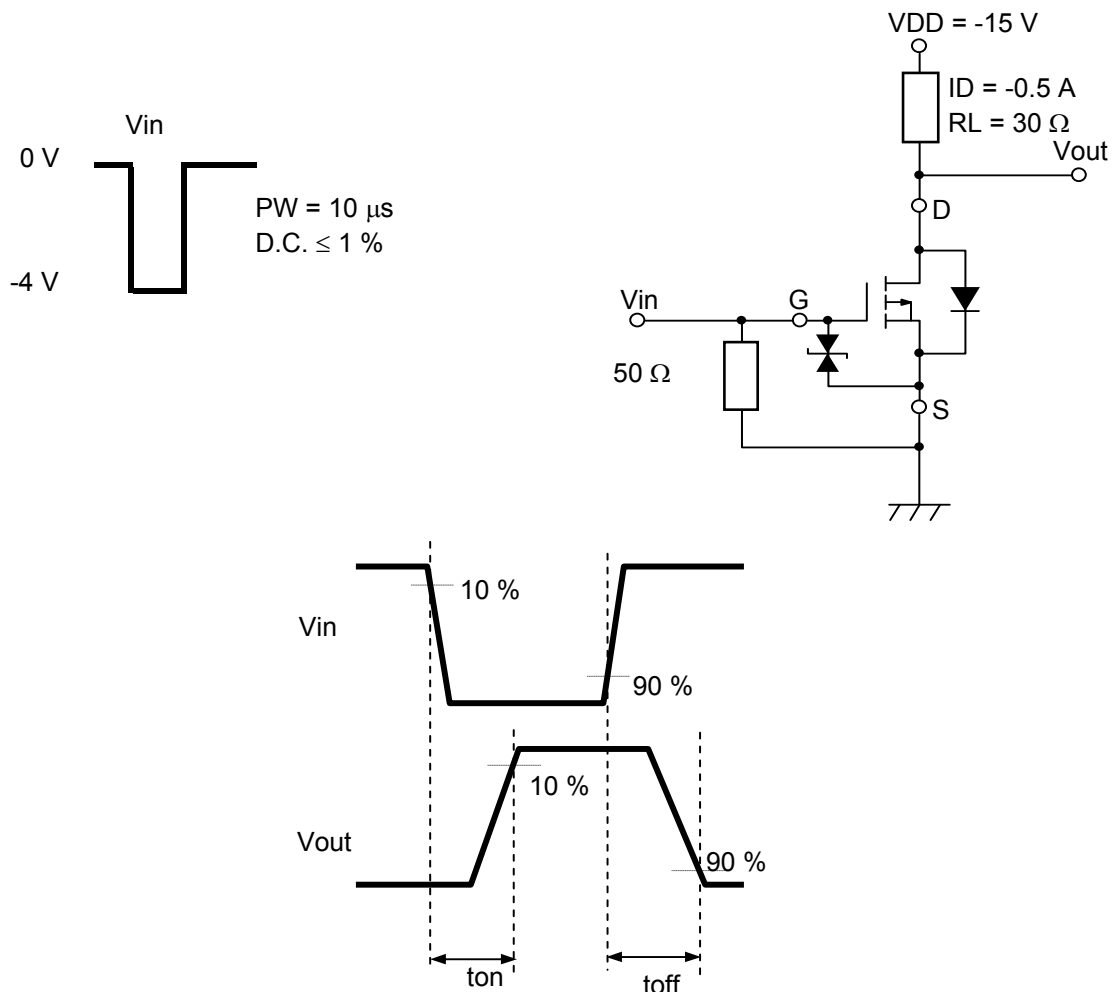 VDD = -15 V
ID = -0.5 A
RL = 30 Ω
Vout
D
Vin
0 V
PW = 10 μs
D.C. ≤ 1 %
-4 V
Vin
G
50 Ω
S
10 %
Vin
90 %
10 %
Vout
90 %
ton
toff